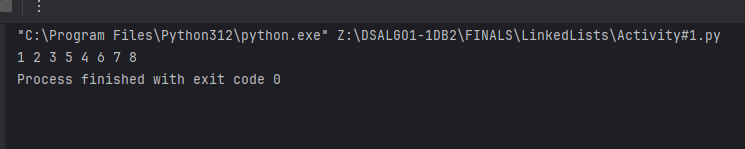 "C:\Program Files\Python312\python.exe" Z:\DSALGO1-1DB2\FINALS\LinkedLists\Activity#1.py
1 2 3 5 4 6 7 8
Process finished with exit code 0